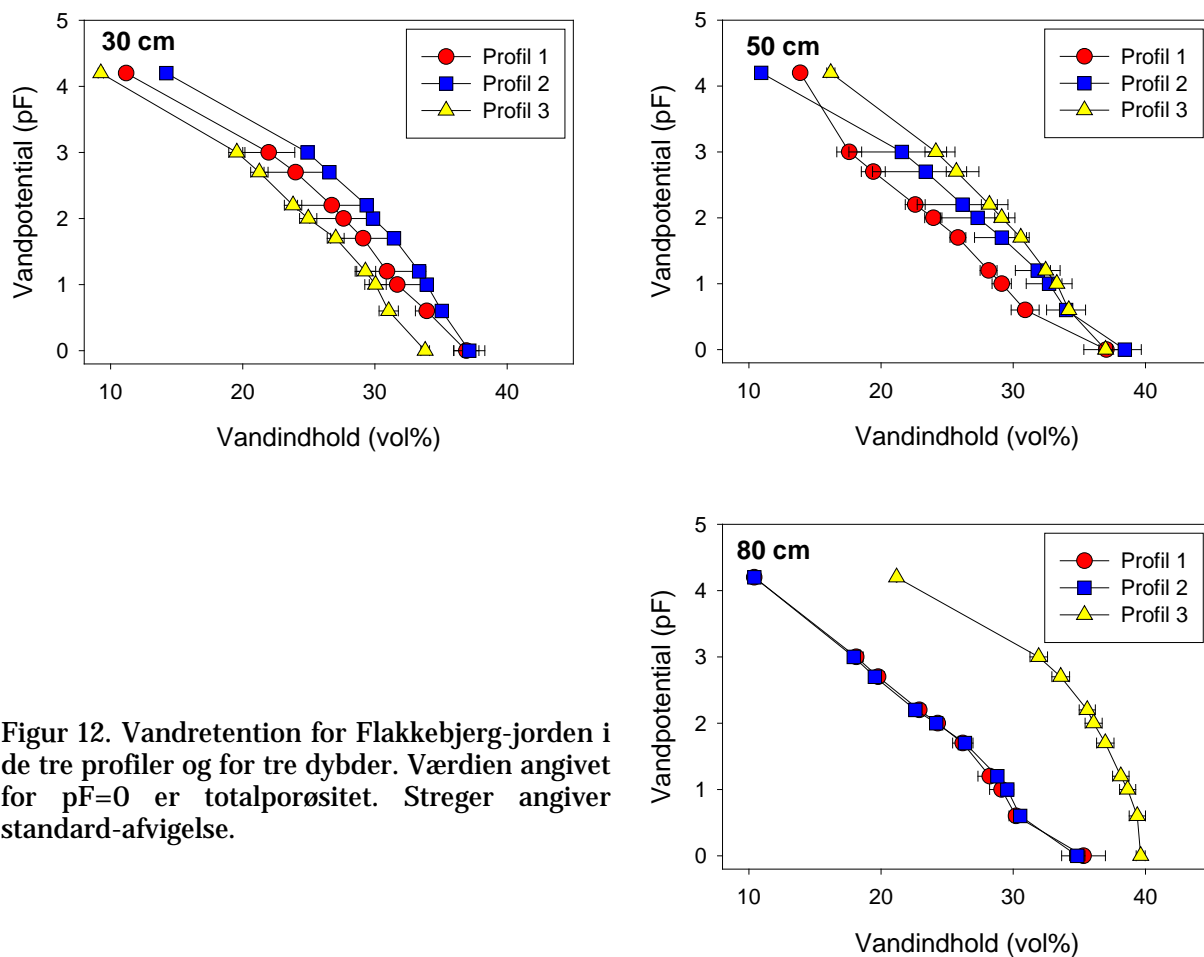 30 cm
Profil 1
Profil 2
Profil 3
Vandpotential (pF)
5
4
3
2
1
0
10 20 30 40
Vandindhold (vol%)
50 cm
Profil 1
Profil 2
Profil 3
Vandpotential (pF)
5
4
3
2
1
0
10 20 30 40
Vandindhold (vol%)
80 cm
Profil 1
Profil 2
Profil 3
Vandpotential (pF)
5
4
3
2
1
0
10 20 30 40
Vandindhold (vol%)
Figur 12. Vandretention for Flakkebjerg-jorden i
de tre profiler og for tre dybder. Værdien angivet
for pF=0 er totalporøsitet. Streger angiver
standard-afvigelse.